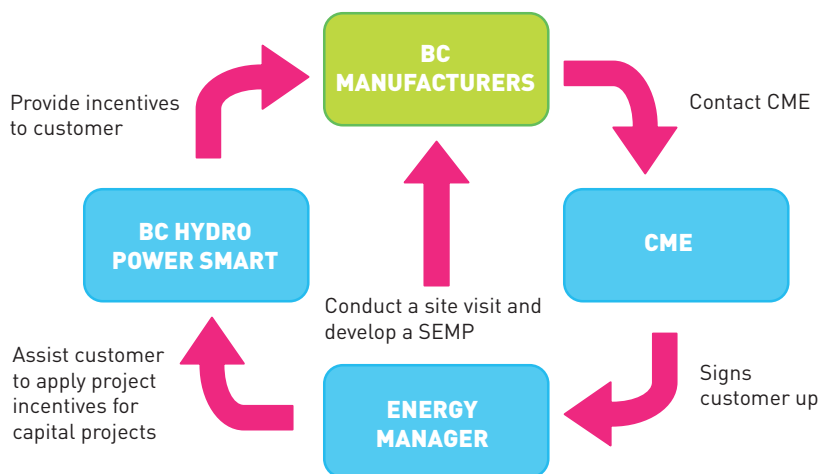 BC
MANUFACTURERS
Provide incentives
to customer
Contact CME
BC HYDRO
POWER SMART
CME
Conduct a site visit and
develop a SEMP
Assist customer
to apply project
incentives for
capital projects
ENERGY
MANAGER
Signs
customer up